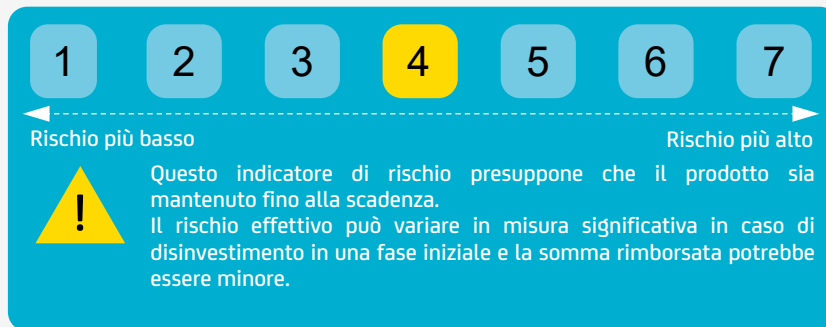 1 2 3 4 5 6 7
Rischio più basso Rischio più alto
!
Questo indicatore di rischio presuppone che il prodotto sia
mantenuto fino alla scadenza.
Il rischio effettivo può variare in misura significativa in caso di
disinvestimento in una fase iniziale e la somma rimborsata potrebbe
essere minore.